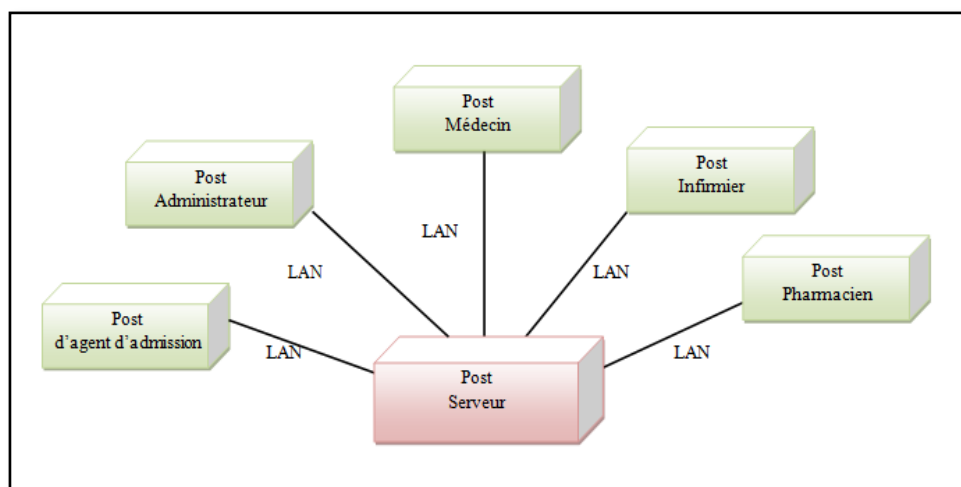 Post
Médecin
Post
Administrateur
Post
Infirmier
LAN
LAN
LAN
Post
Pharmacien
Post
d'agent d'admission
LAN
LAN
Post
Serveur